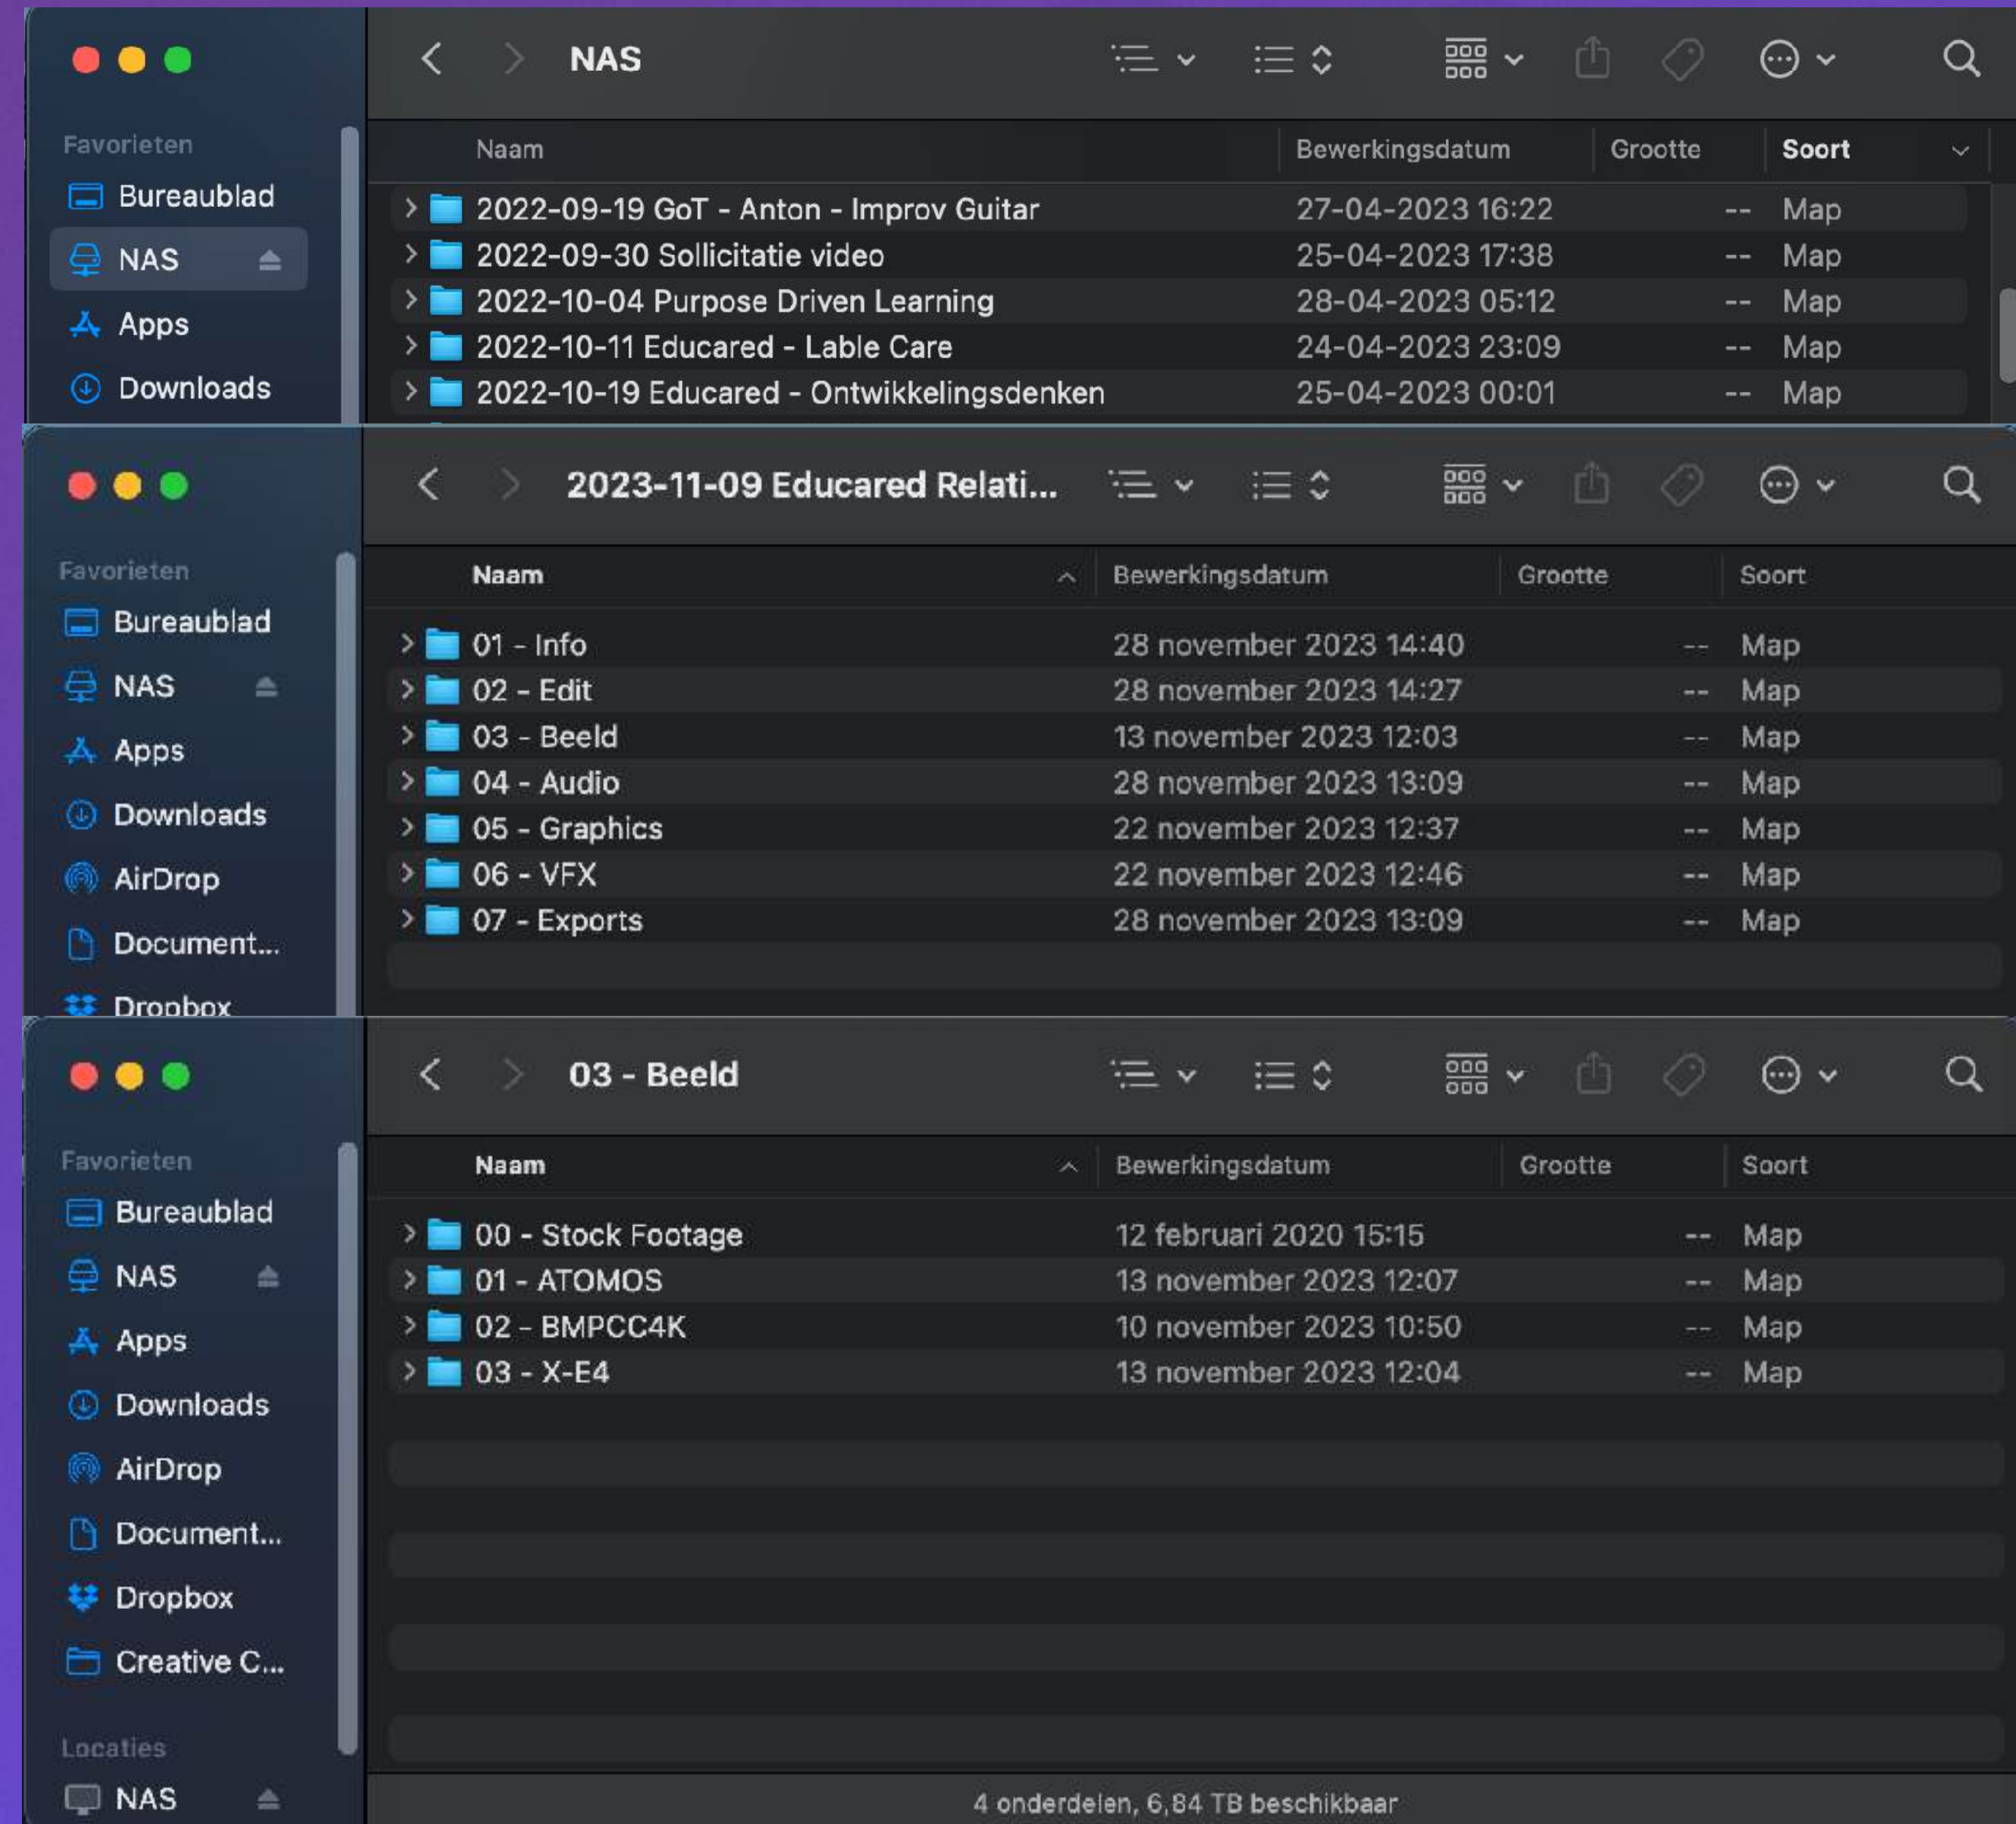 NAS
Favorieten
Bureaublad
NAS
Apps
Downloads
Naam Bewerkingsdatum Grootte Soort
2022-09-19 GoT - Anton - Improv Guitar 27-04-2023 16:22 -- Map
2022-09-30 Sollicitatie video 25-04-2023 17:38 -- Map
2022-10-04 Purpose Driven Learning 28-04-2023 05:12 -- Map
2022-10-11 Educared - Lable Care 24-04-2023 23:09 -- Map
2022-10-19 Educared - Ontwikkelingsdenken 25-04-2023 00:01 -- Map
2023-11-09 Educared Relati...
Favorieten
Bureaublad
NAS
Apps
Downloads
AirDrop
Document...
Dropbox
Naam Bewerkingsdatum Grootte Soort
01 - Info 28 november 2023 14:40 -- Map
02 - Edit 28 november 2023 14:27 -- Map
03 - Beeld 13 november 2023 12:03 -- Map
04 - Audio 28 november 2023 13:09 -- Map
05 - Graphics 22 november 2023 12:37 -- Map
06 - VFX 22 november 2023 12:46 -- Map
07 - Exports 28 november 2023 13:09 -- Map
03 - Beeld
Favorieten
Bureaublad
NAS
Apps
Downloads
AirDrop
Document...
Dropbox
Creative C...
Locaties
NAS
Naam Bewerkingsdatum Grootte Soort
00 - Stock Footage 12 februari 2020 15:15 -- Map
01 - ATOMOS 13 november 2023 12:07 -- Map
02 - BMPCC4K 10 november 2023 10:50 -- Map
03 - X-E4 13 november 2023 12:04 -- Map
4 onderdelen, 6,84 TB beschikbaar